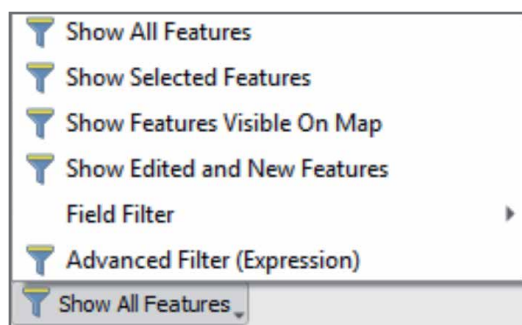 Show All Features
Show Selected Features
Show Features Visible On Map
Show Edited and New Features
Field Filter
Advanced Filter (Expression)
Show All Features